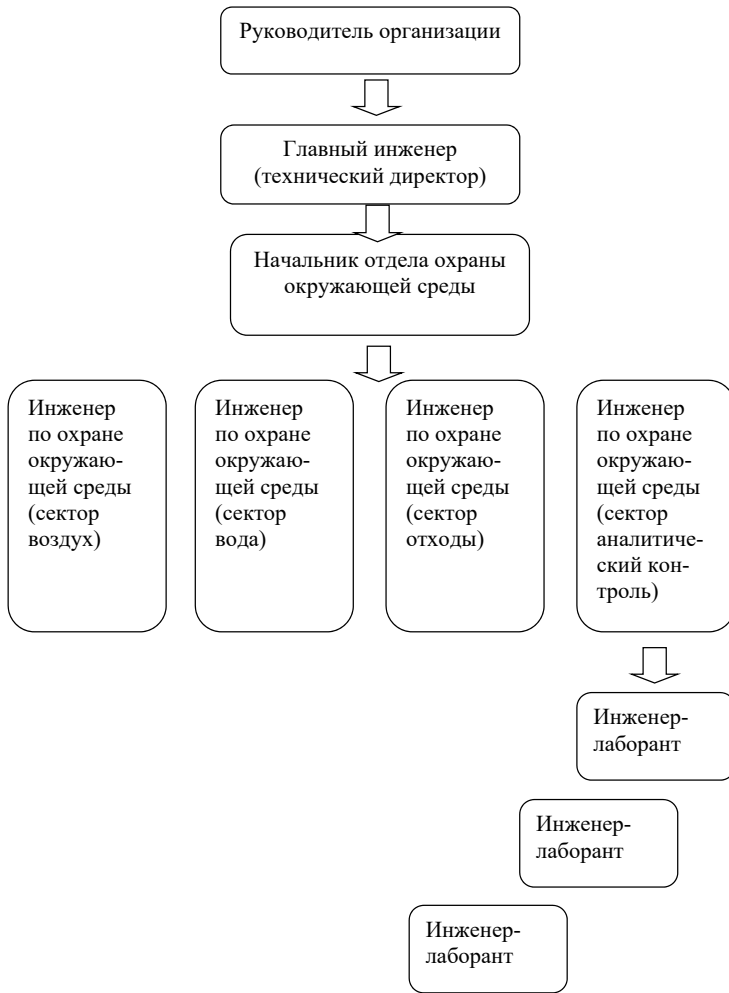 Руководитель организации
Главный инженер
(технический директор)
Начальник отдела охраны
окружающей среды
Инженер
по охране
окружаю-
щей среды
(сектор
воздух)
Инженер
по охране
окружаю-
щей среды
(сектор
вода)
Инженер
по охране
окружаю-
щей среды
(сектор
отходы)
Инженер
по охране
окружаю-
щей среды
(сектор
аналитиче-
ский кон-
троль)
Инженер-
лаборант
Инженер-
лаборант
Инженер-
лаборант